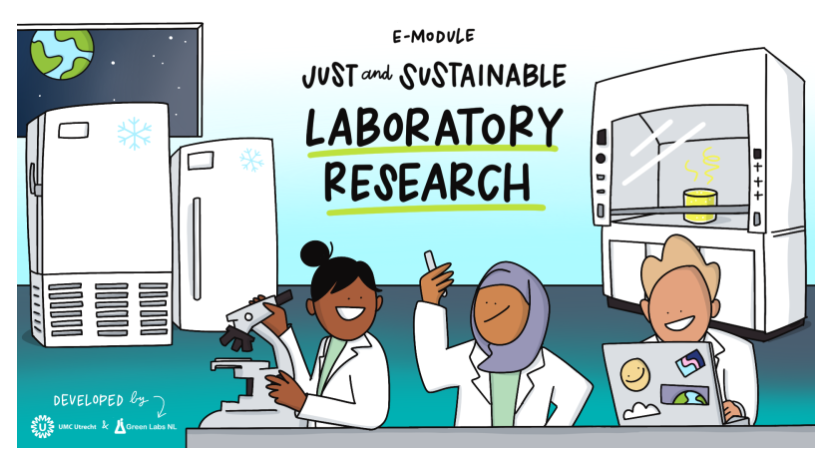 E-MODULE
JUST and SUSTAINABLE
LABORATORY
RESEARCH
DEVELOPED by
UMC Utrecht & Green Labs NL